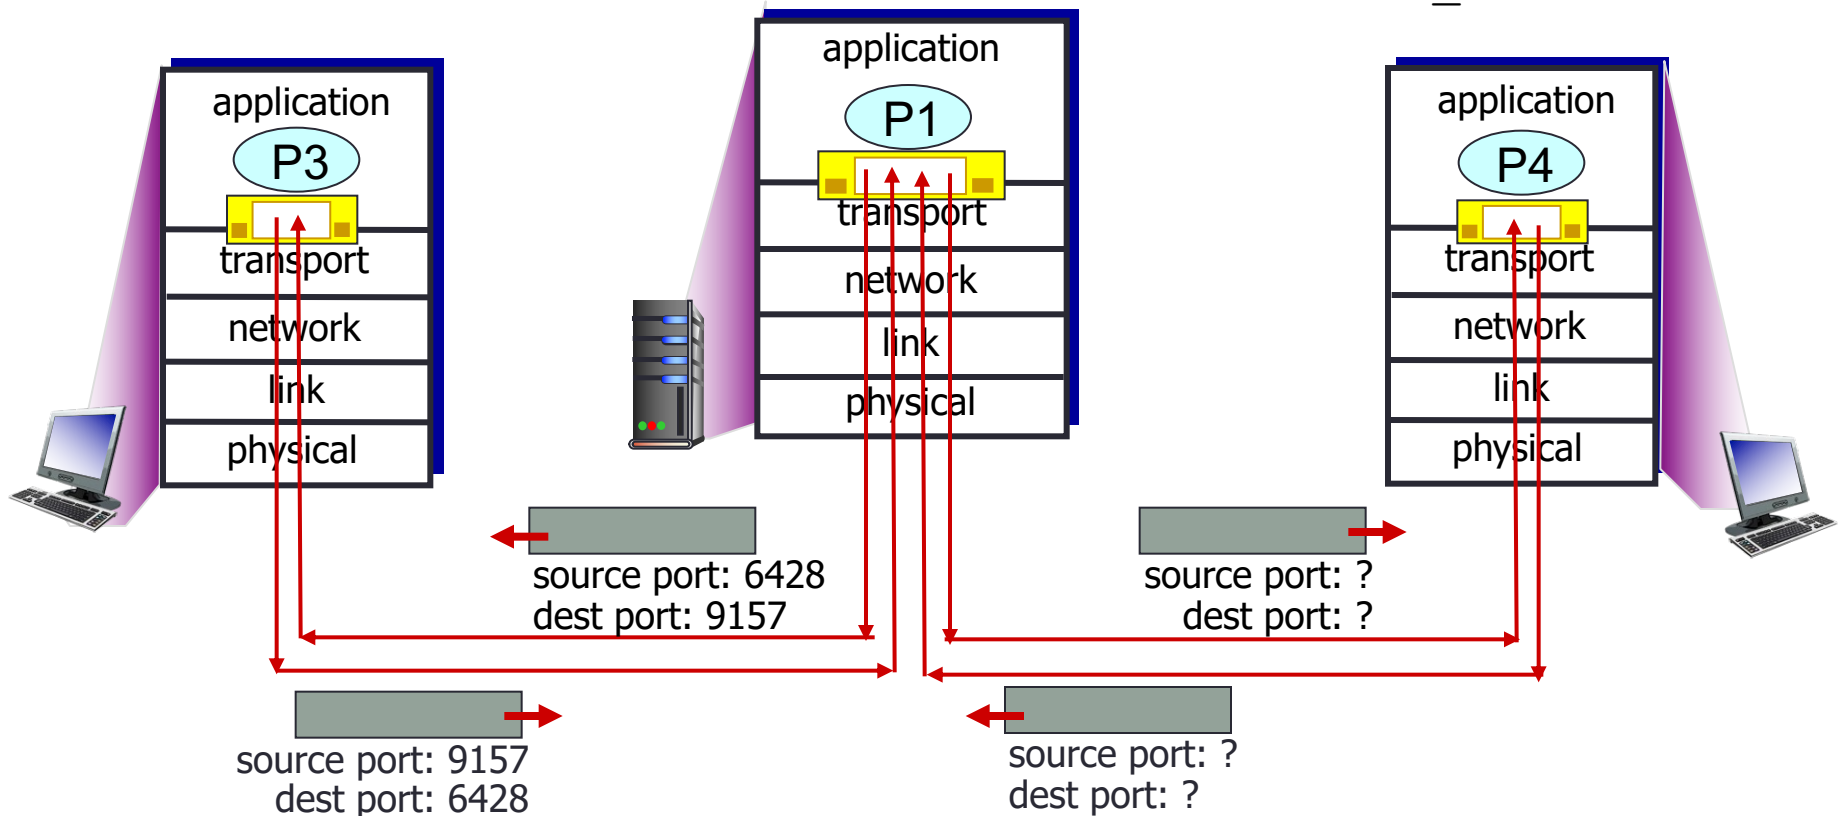 application
P3
transport
network
link
physical
application
P1
transport
network
link
physical
application
P4
transport
network
link
physical
source port: 6428
dest port: 9157
source port: ?
dest port: ?
source port: 9157
dest port: 6428
source port: ?
dest port: ?